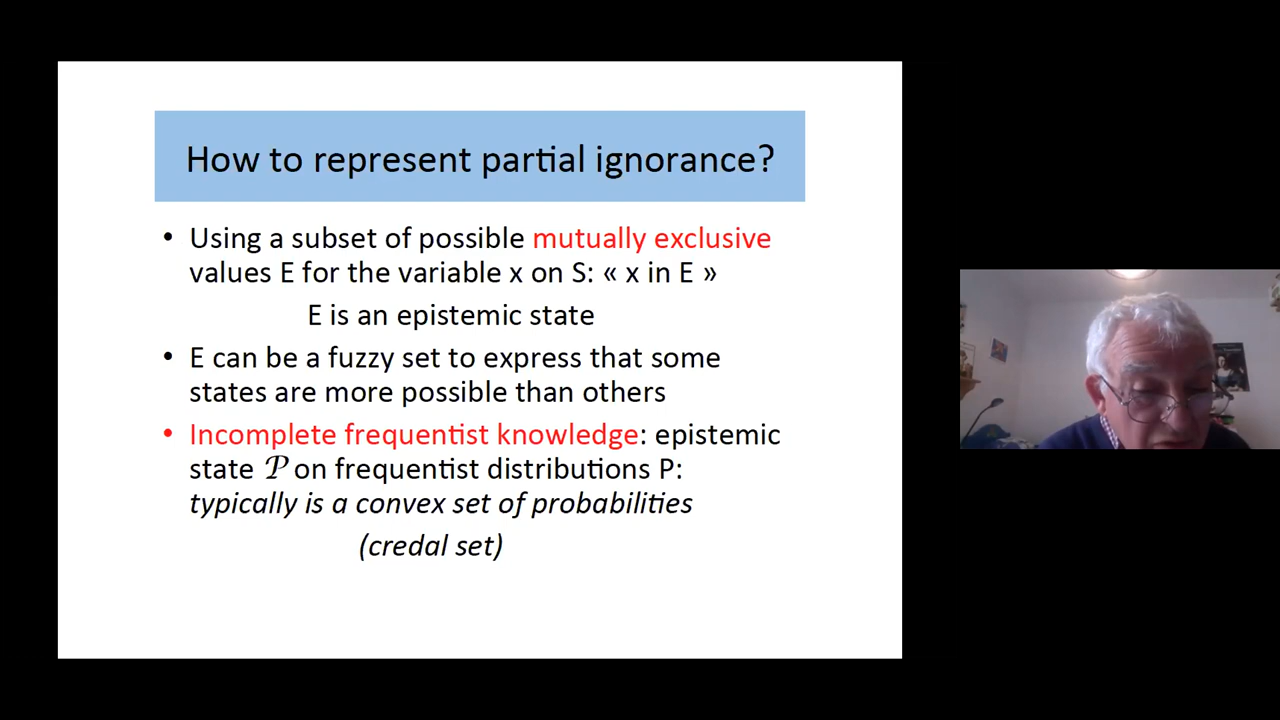 How to represent partial ignorance?
• Using a subset of possible mutually exclusive
values E for the variable x on S: « x in E »
E is an epistemic state
• E can be a fuzzy set to express that some
states are more possible than others
• Incomplete frequentist knowledge: epistemic
state 𝒫 on frequentist distributions P:
typically is a convex set of probabilities
(credal set)